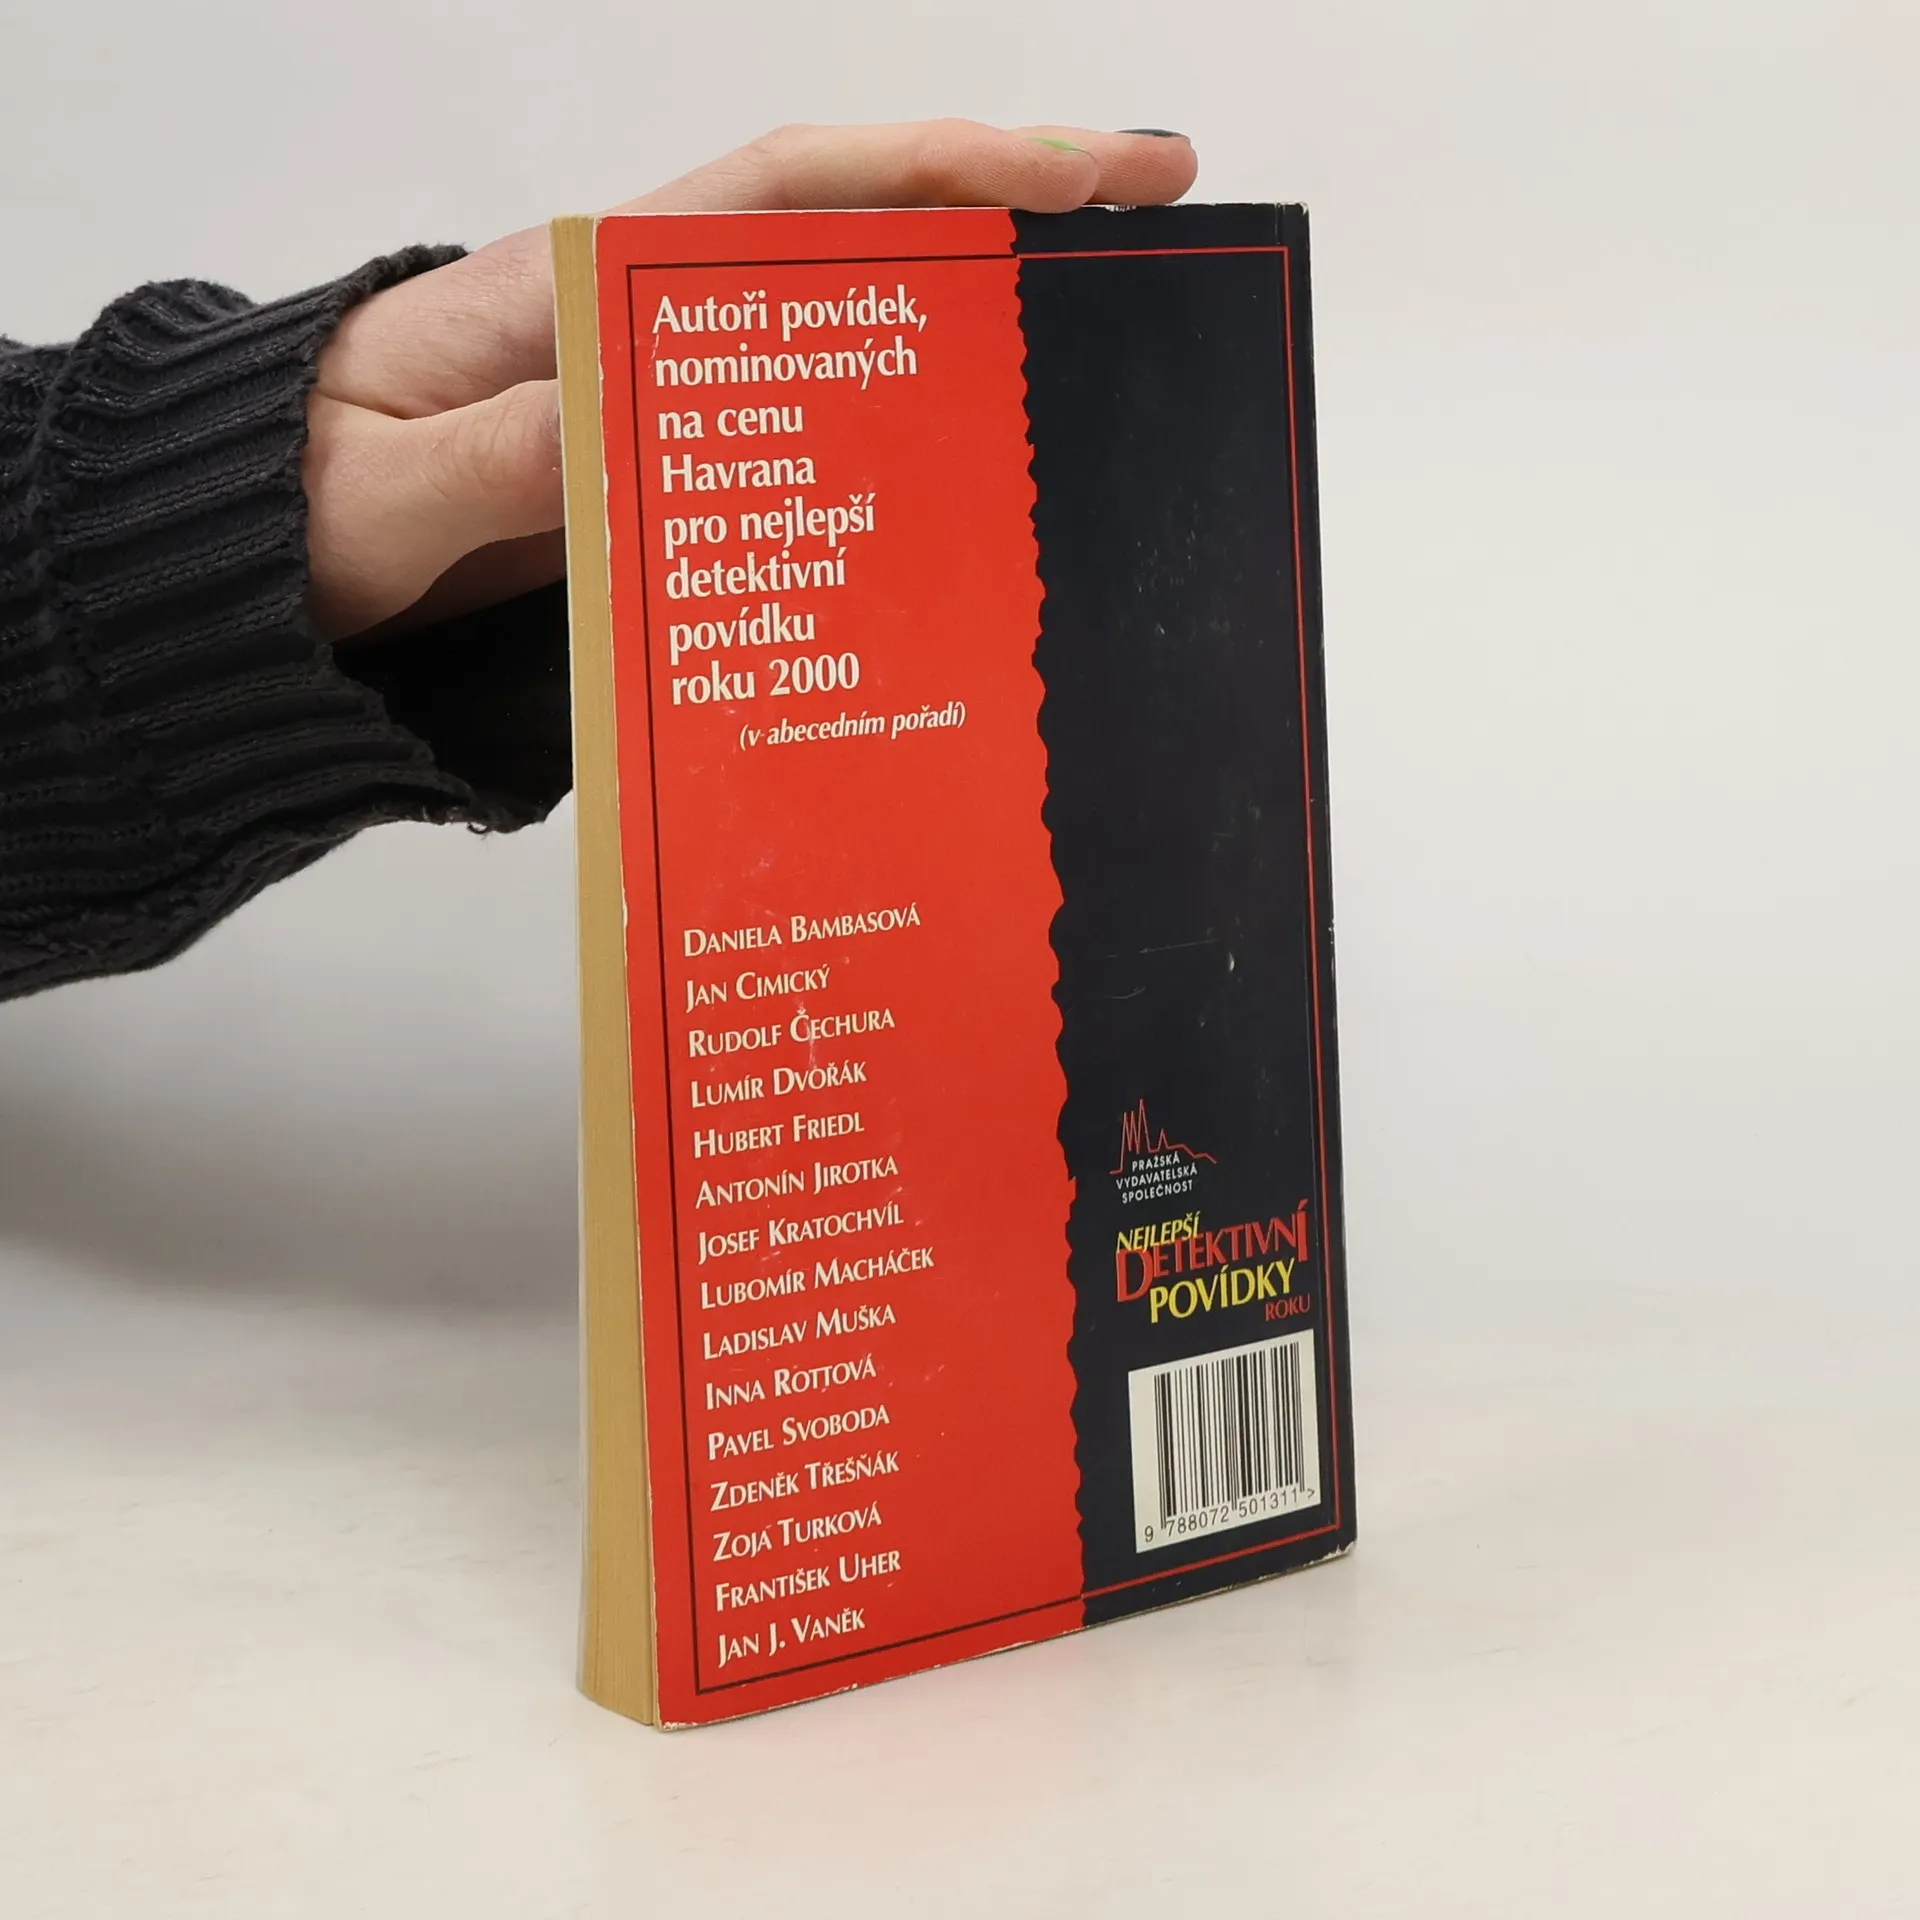 Autoři povídek,
nominovaných
na cenu
Havrana
pro nejlepší
detektivní
povídku
roku 2000
(v abecedním pořadí)
DANIELA BAMBASOVÁ
JAN CIMICKÝ
RUDOLF ČECHURA
LUMÍR DVOŘÁK
HUBERT FRIEDL
ANTONÍN JIROTKA
JOSEF KRATOCHVÍL
LUBOMÍR MACHÁČEK
LADISLAV MUŠKA
INNA ROTTOVÁ
PAVEL SVOBODA
ZDENĚK TŘEŠŇÁK
ZOJA TURKOVÁ
FRANTIŠEK UHER
JAN J. VANĚK
PRAŽSKÁ
VYDAVATELSKÁ
SPOLEČNOST
NEJLEPŠÍ
DETEKTIVNÍ
POVÍDKY
ROKU
9 788072 501311 >